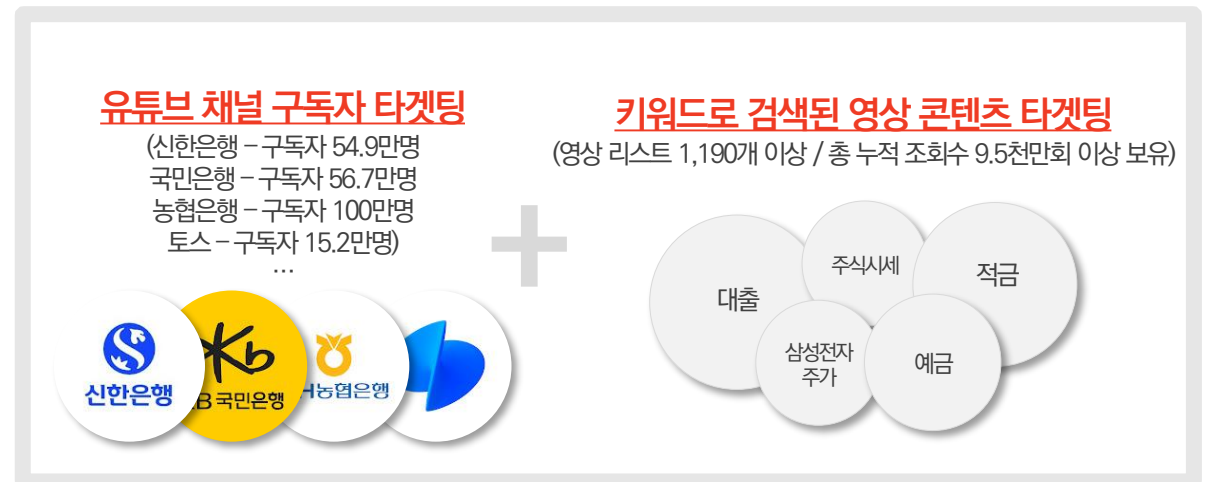 유튜브 채널 구독자 타겟팅
(신한은행 – 구독자 54.9만명
국민은행 – 구독자 56.7만명
농협은행 – 구독자 100만명
토스 – 구독자 15.2만명)
…
신한은행
Kb
B 국민은행
농협은행
+
키워드로 검색된 영상 콘텐츠 타겟팅
(영상 리스트 1,190개 이상 / 총 누적 조회수 9.5천만회 이상 보유)
대출
주식시세
적금
삼성전자
주가
예금